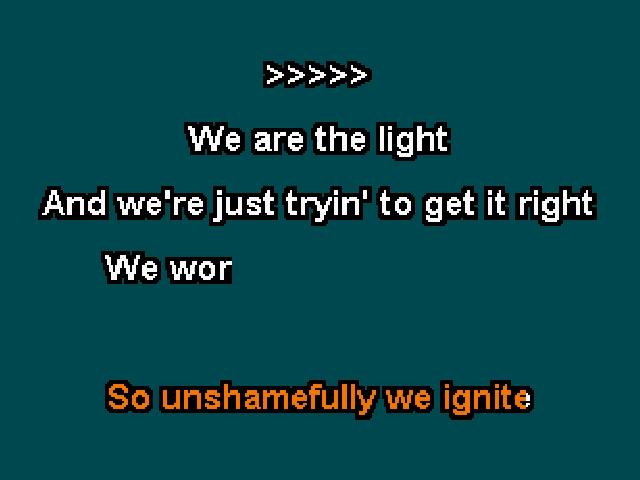 >>>>>
We are the light
And we're just tryin' to get it right
We wor
So unshamefully we ignite